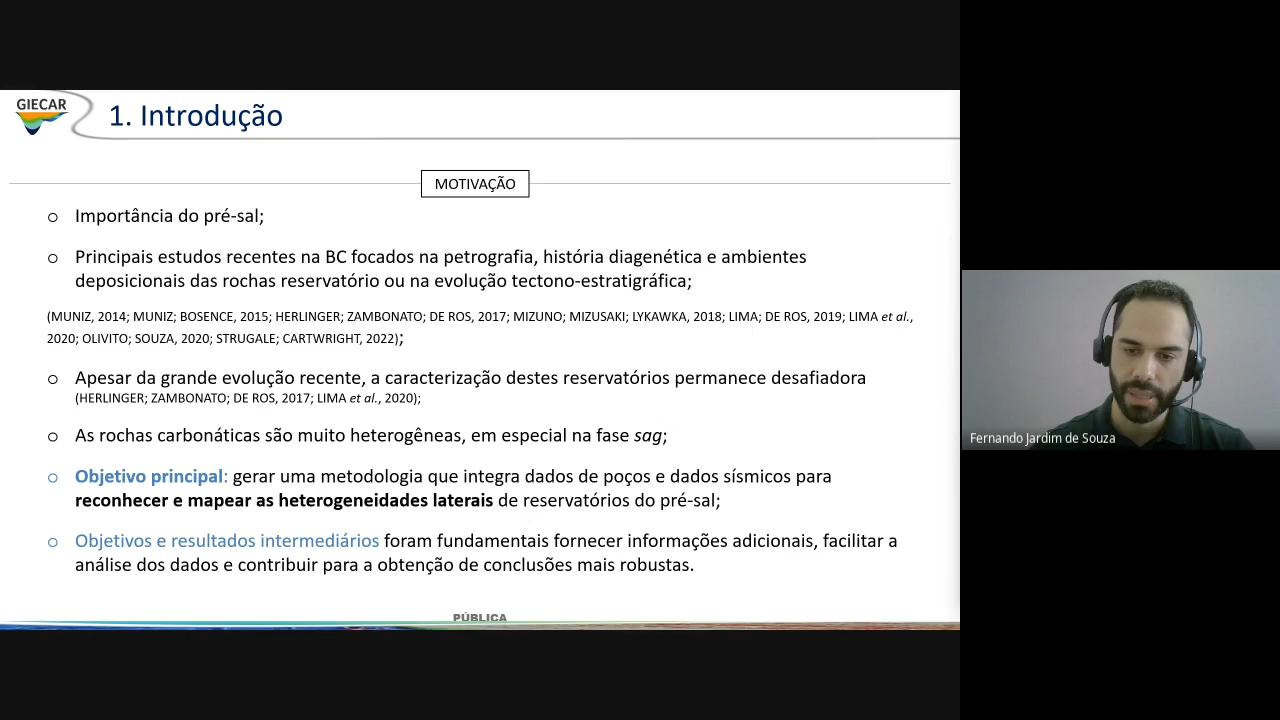 GIECAR
1. Introdução
MOTIVAÇÃO
o Importância do pré-sal;
o Principais estudos recentes na BC focados na petrografia, história diagenética e ambientes
deposicionais das rochas reservatório ou na evolução tectono-estratigráfica;
(MUNIZ, 2014; MUNIZ; BOSENCE, 2015; HERLINGER; ZAMBONATO; DE ROS, 2017; MIZUNO; MIZUSAKI; LYKAWKA, 2018; LIMA; DE ROS, 2019; LIMA et al.,
2020; OLIVITO; SOUZA, 2020; STRUGALE; CARTWRIGHT, 2022);
o Apesar da grande evolução recente, a caracterização destes reservatórios permanece desafiadora
(HERLINGER; ZAMBONATO; DE ROS, 2017; LIMA et al., 2020);
o As rochas carbonáticas são muito heterogêneas, em especial na fase sag;
o Objetivo principal: gerar uma metodologia que integra dados de poços e dados sísmicos para
reconhecer e mapear as heterogeneidades laterais de reservatórios do pré-sal;
o Objetivos e resultados intermediários foram fundamentais fornecer informações adicionais, facilitar a
análise dos dados e contribuir para a obtenção de conclusões mais robustas.
PÚBLICA
Fernando Jardim de Souza